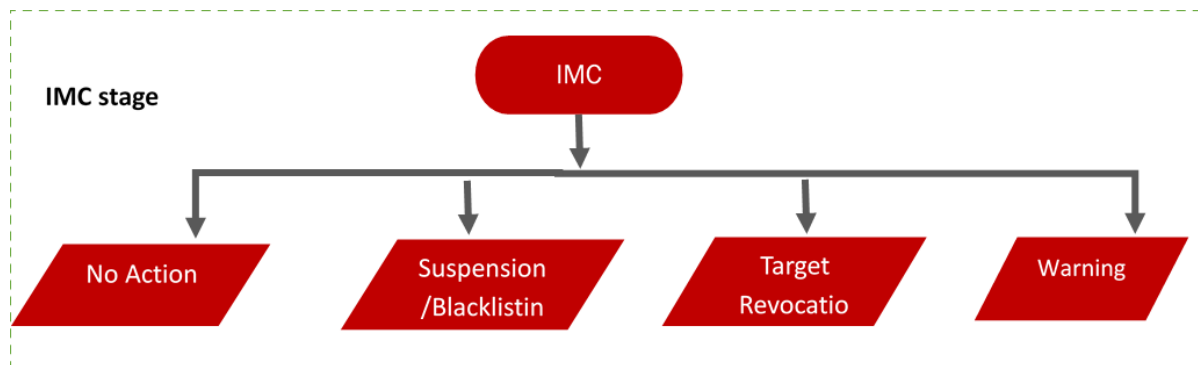 IMC
IMC stage
No Action
Suspension
/Blacklistin
Target
Revocatio
Warning